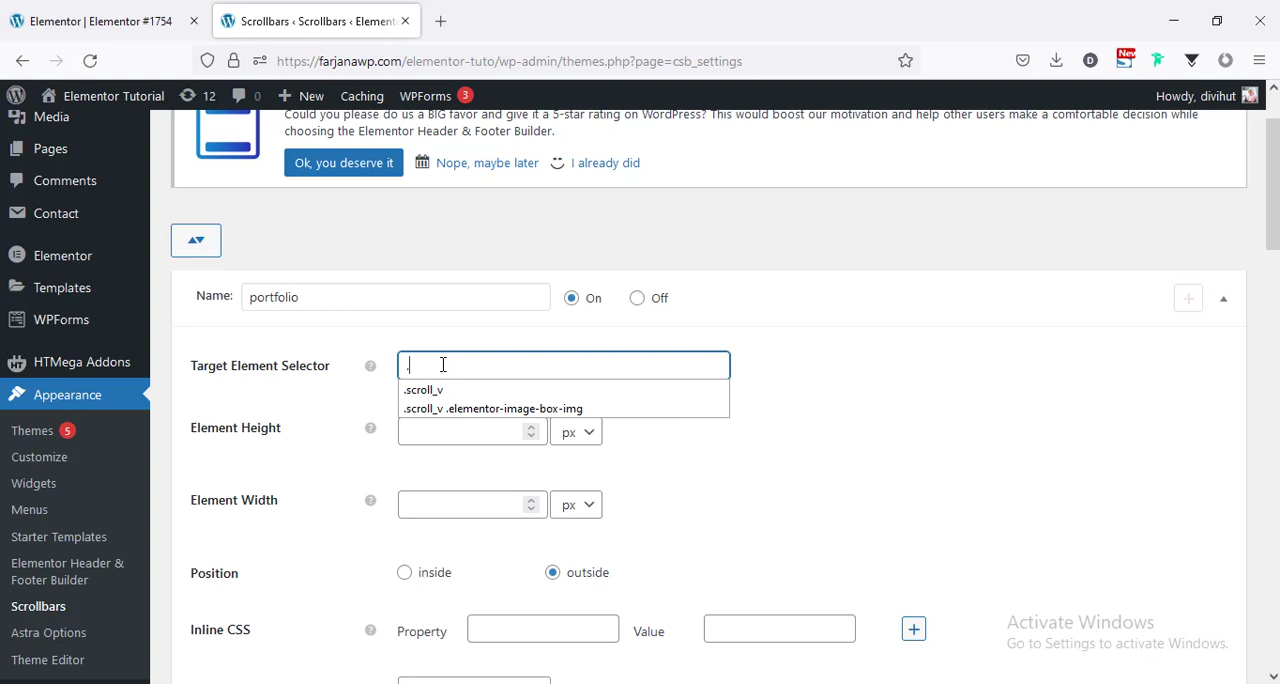 Elementor | Elementor #1754
Scrollbars ‹ Scrollbars ‹ Element
https://farjanawp.com/elementor-tuto/wp-admin/themes.php?page=csb_settings
New
Elementor Tutorial
12
0
New
Caching
WPForms 3
Howdy, divihut
Media
Pages
Comments
Contact
Elementor
Templates
WPForms
HTMega Addons
Appearance
Themes 5
Customize
Widgets
Menus
Starter Templates
Elementor Header &
Footer Builder
Scrollbars
Astra Options
Theme Editor
Could you please do us a BIG favor and give it a 5-star rating on WordPress? This would boost our motivation and help other users make a comfortable decision while
choosing the Elementor Header & Footer Builder.
Ok, you deserve it
Nope, maybe later
I already did
Name:
portfolio
On
Off
Target Element Selector
.
.scroll_v
.scroll_v .elementor-image-box-img
Element Height
px
Element Width
px
Position
inside
outside
Inline CSS
Property
Value
Activate Windows
Go to Settings to activate Windows.